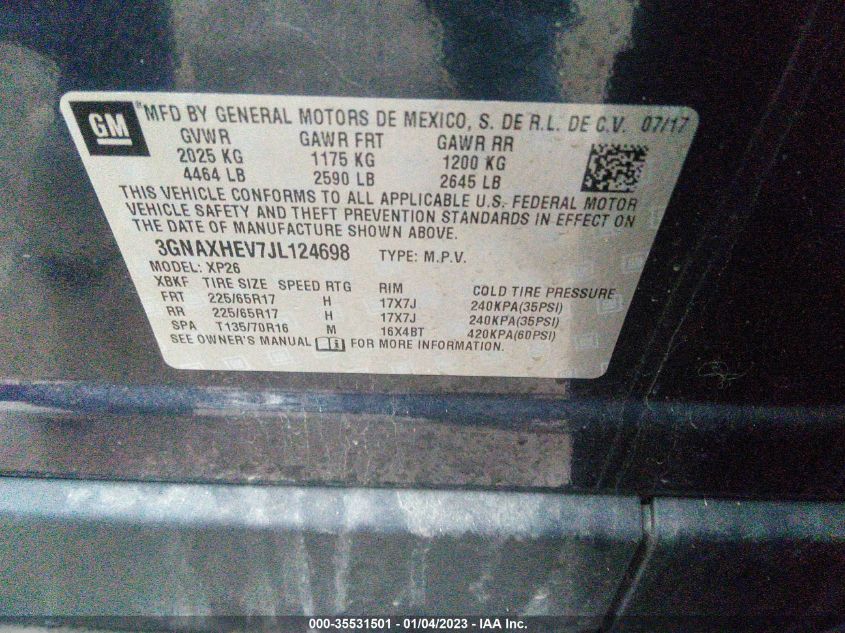 GM
MFD BY GENERAL MOTORS DE MEXICO, S. DE R.L. DE C.V. 07/17
GVWR GAWR FRT GAWR RR
2025 KG 1175 KG 1200 KG
4464 LB 2590 LB 2645 LB
THIS VEHICLE CONFORMS TO ALL APPLICABLE U.S. FEDERAL MOTOR
VEHICLE SAFETY AND THEFT PREVENTION STANDARDS IN EFFECT ON
THE DATE OF MANUFACTURE SHOWN ABOVE.
3GNAXHEV7JL124698 TYPE: M.P.V.
MODEL: XP26
XBKF TIRE SIZE SPEED RTG RIM COLD TIRE PRESSURE
FRT 225/65R17 H 17X7J 240KPA(35PSI)
RR 225/65R17 H 17X7J 240KPA(35PSI)
SPA T135/70R16 M 16X4BT 420KPA(60PSI)
SEE OWNER'S MANUAL i FOR MORE INFORMATION.
000-35531501 - 01/04/2023 - IAA Inc.